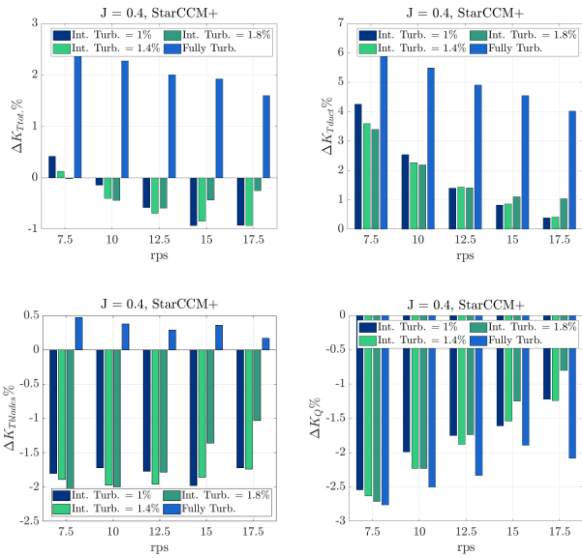 J = 0.4, StarCCM+
Int. Turb. = 1%
Int. Turb. = 1.4%
Int. Turb. = 1.8%
Fully Turb.
ΔK_{Ttot.}%
3
2
1
0
-1
7.5 10 12.5 15 17.5
rps
J = 0.4, StarCCM+
Int. Turb. = 1%
Int. Turb. = 1.4%
Int. Turb. = 1.8%
Fully Turb.
ΔK_{Tduct}%
7
6
5
4
3
2
1
0
7.5 10 12.5 15 17.5
rps
J = 0.4, StarCCM+
ΔK_{Tblades}%
0.5
0
-0.5
-1
-1.5
-2
-2.5
Int. Turb. = 1%
Int. Turb. = 1.4%
Int. Turb. = 1.8%
Fully Turb.
7.5 10 12.5 15 17.5
rps
J = 0.4, StarCCM+
Int. Turb. = 1%
Int. Turb. = 1.4%
Int. Turb. = 1.8%
Fully Turb.
ΔK_Q%
0
-0.5
-1
-1.5
-2
-2.5
-3
7.5 10 12.5 15 17.5
rps